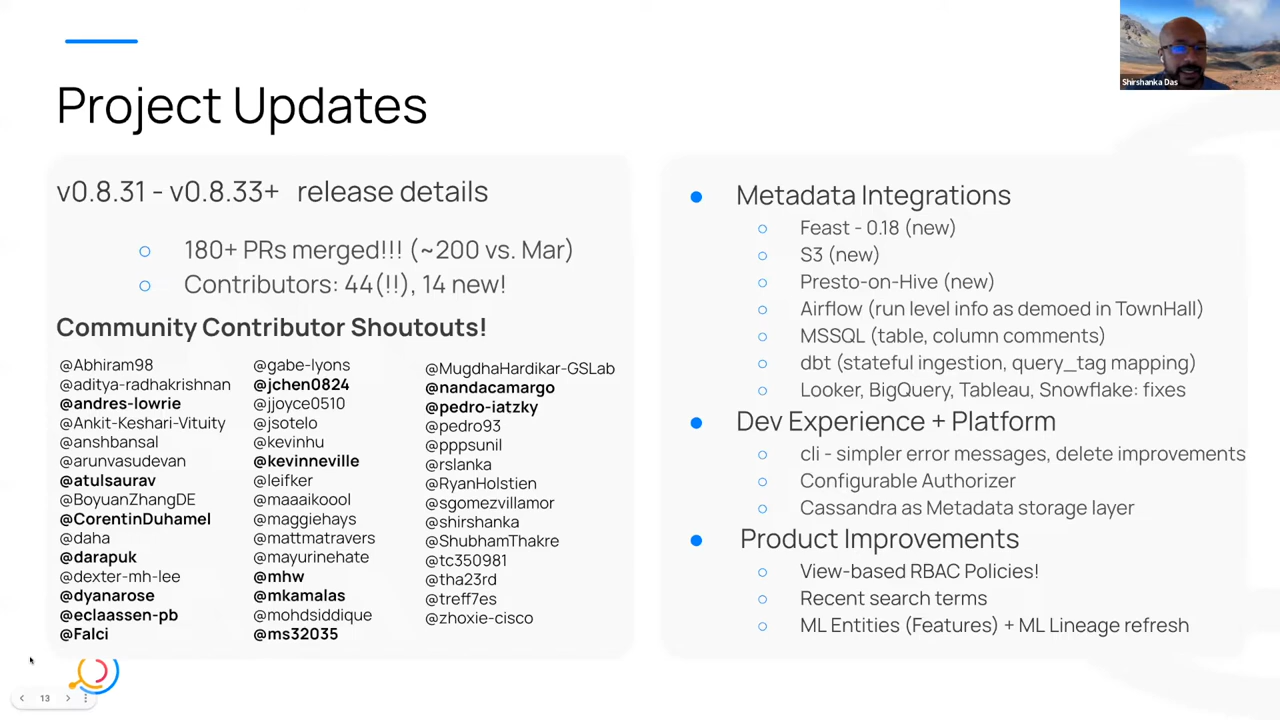 Project Updates
Shirshanka Das
v0.8.31 - v0.8.33+ release details
180+ PRs merged!!! (~200 vs. Mar)
Contributors: 44(!!), 14 new!
Community Contributor Shoutouts!
@Abhiram98
@aditya-radhakrishnan
@andres-lowrie
@Ankit-Keshari-Vituity
@anshbansal
@arunvasudevan
@atulsaurav
@BoyuanZhangDE
@CorentinDuhamel
@daha
@darapuk
@dexter-mh-lee
@dyanarose
@eclaassen-pb
@Falci
@gabe-lyons
@jchen0824
@jjoyce0510
@jsotelo
@kevinhu
@kevinneville
@leifker
@maaaikoool
@maggiehays
@mattmatravers
@mayurinehate
@mhw
@mkamalas
@mohdsiddique
@ms32035
@MugdhaHardikar-GSLab
@nandacamargo
@pedro-iatzky
@pedro93
@pppsunil
@rslanka
@RyanHolstien
@sgomezvillamor
@shirshanka
@ShubhamThakre
@tc350981
@tha23rd
@treff7es
@zhoxie-cisco
Metadata Integrations
Feast - 0.18 (new)
S3 (new)
Presto-on-Hive (new)
Airflow (run level info as demoed in TownHall)
MSSQL (table, column comments)
dbt (stateful ingestion, query_tag mapping)
Looker, BigQuery, Tableau, Snowflake: fixes
Dev Experience + Platform
cli - simpler error messages, delete improvements
Configurable Authorizer
Cassandra as Metadata storage layer
Product Improvements
View-based RBAC Policies!
Recent search terms
ML Entities (Features) + ML Lineage refresh
13